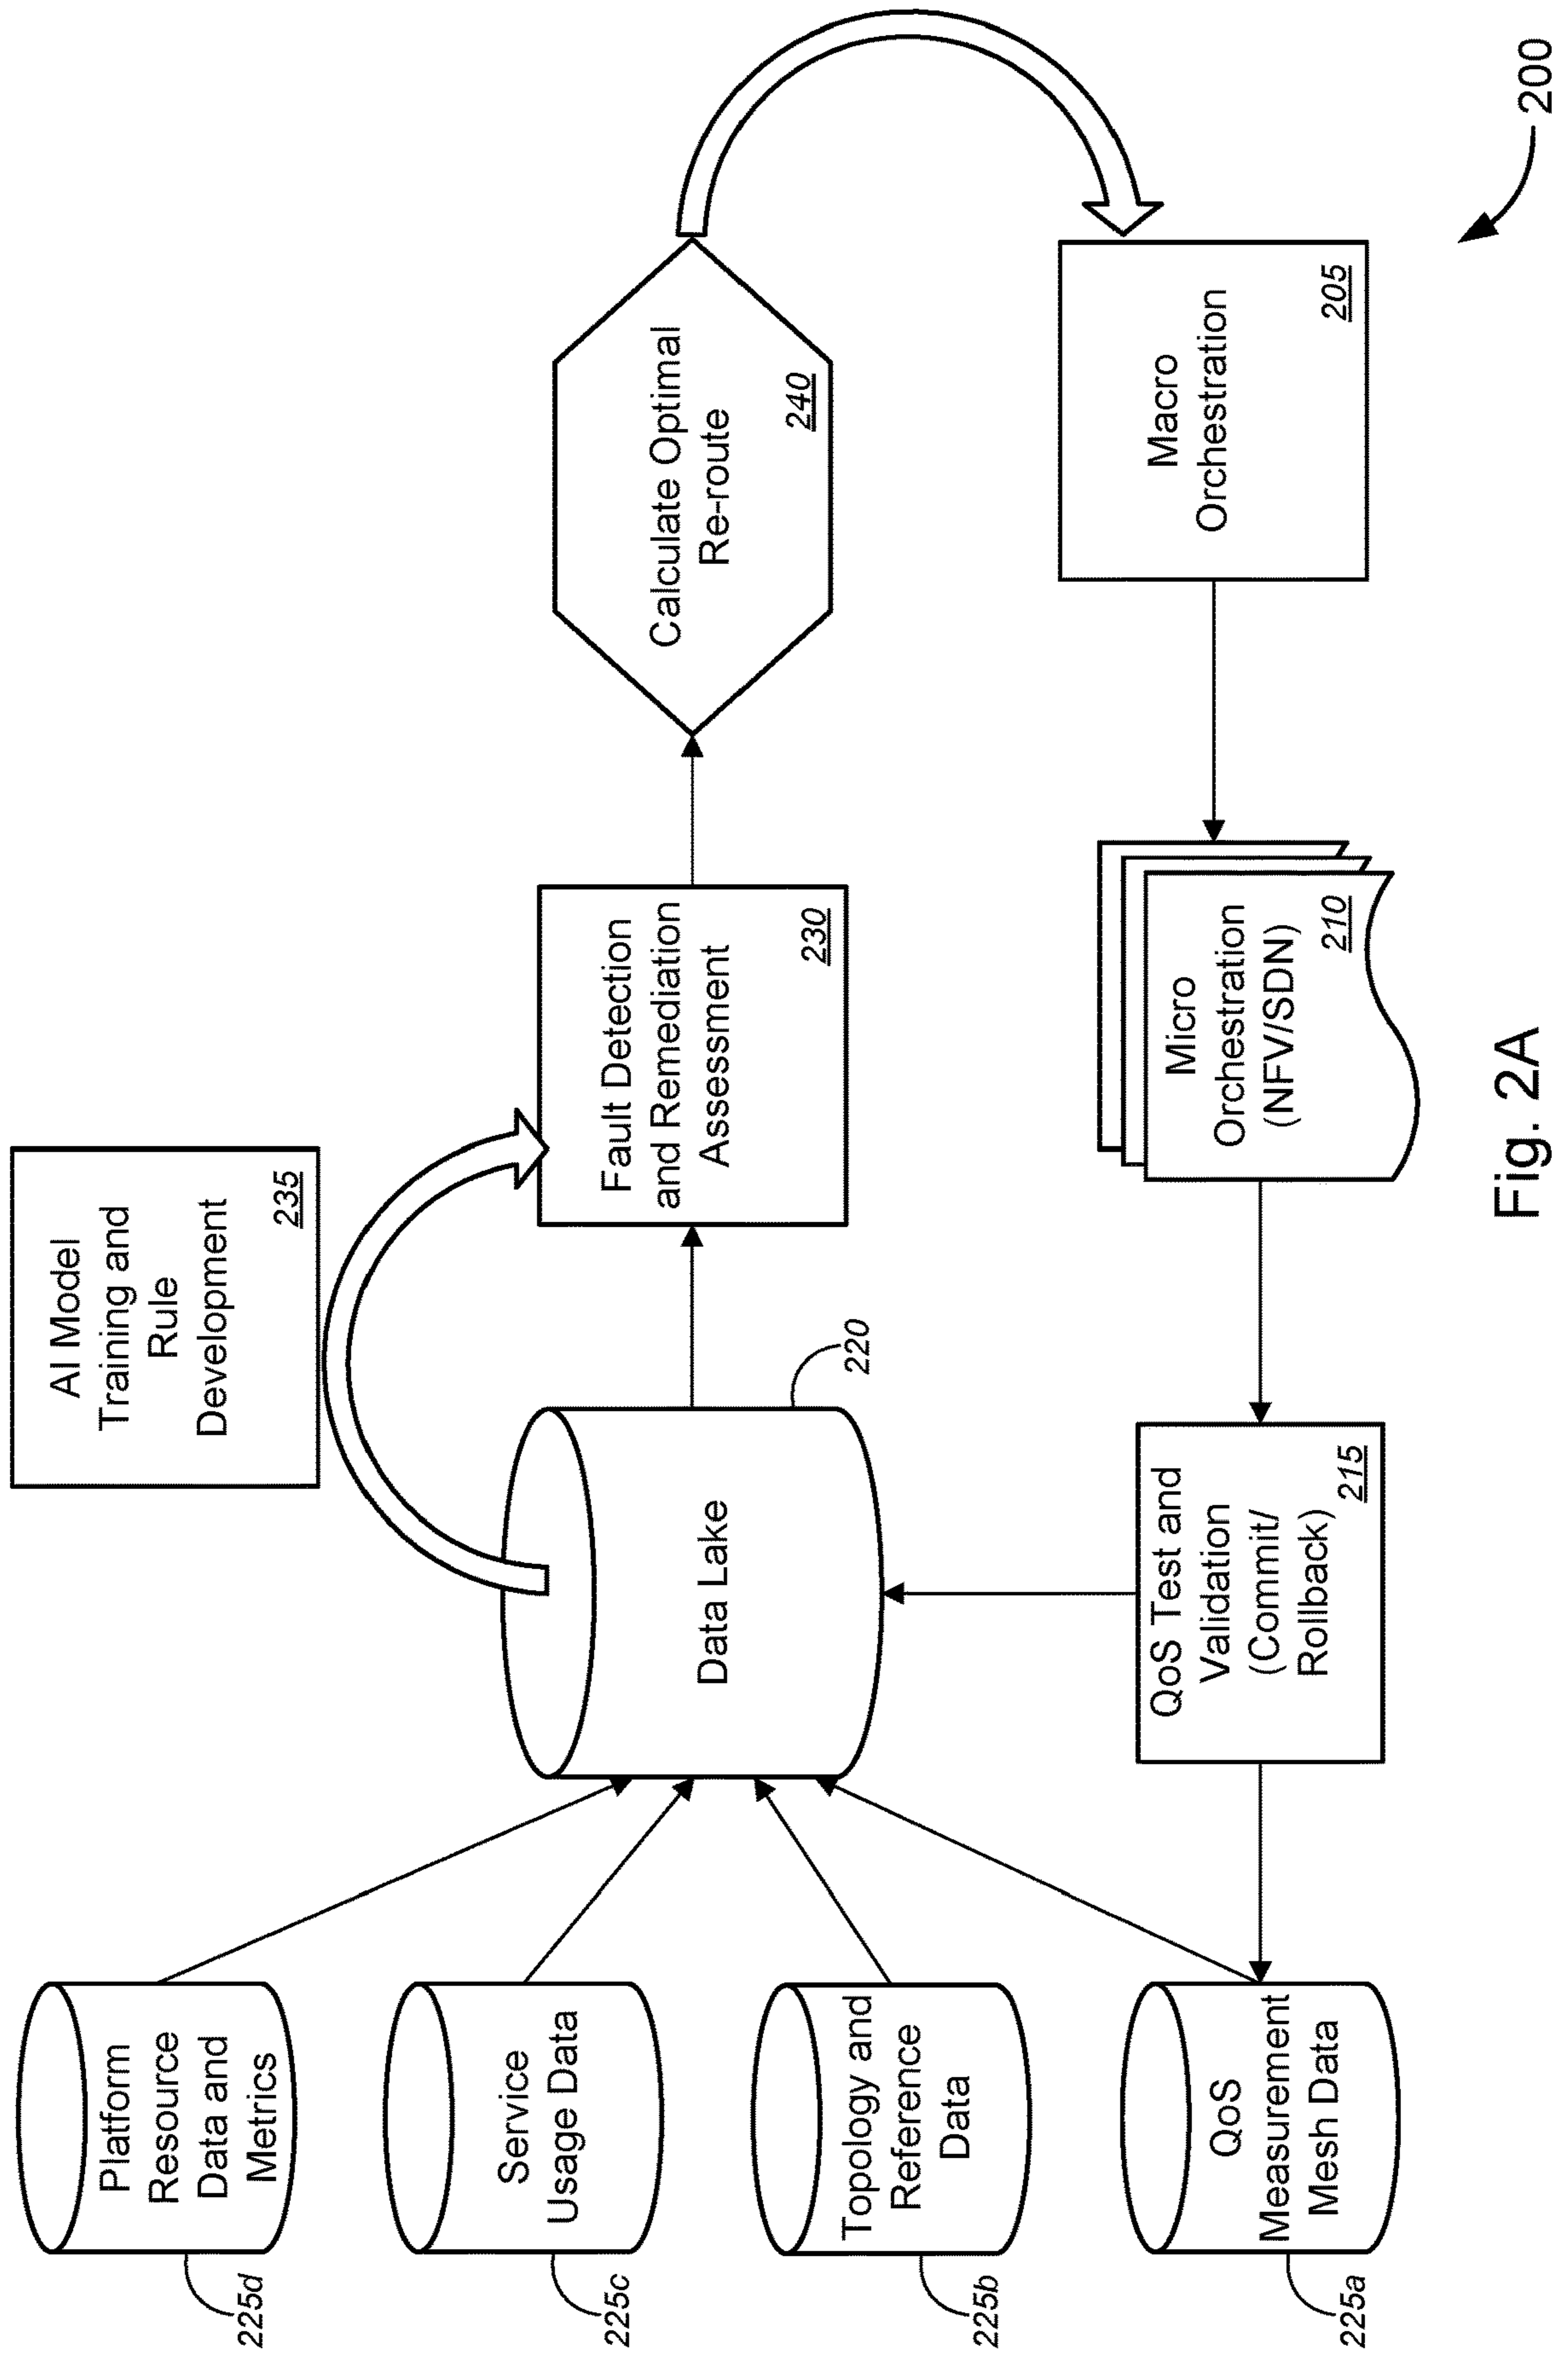 AI Model
Training and
Rule
Development
235
Platform
Resource
Data and
Metrics
225d
Service
Usage Data
225c
Topology and
Reference
Data
225b
QoS
Measurement
Mesh Data
225a
Data Lake
220
Fault Detection
and Remediation
Assessment
230
Calculate Optimal
Re-route
240
QoS Test and
Validation
(Commit/
Rollback)
215
Micro
Orchestration
(NFV/SDN)
210
Macro
Orchestration
205
200
Fig. 2A